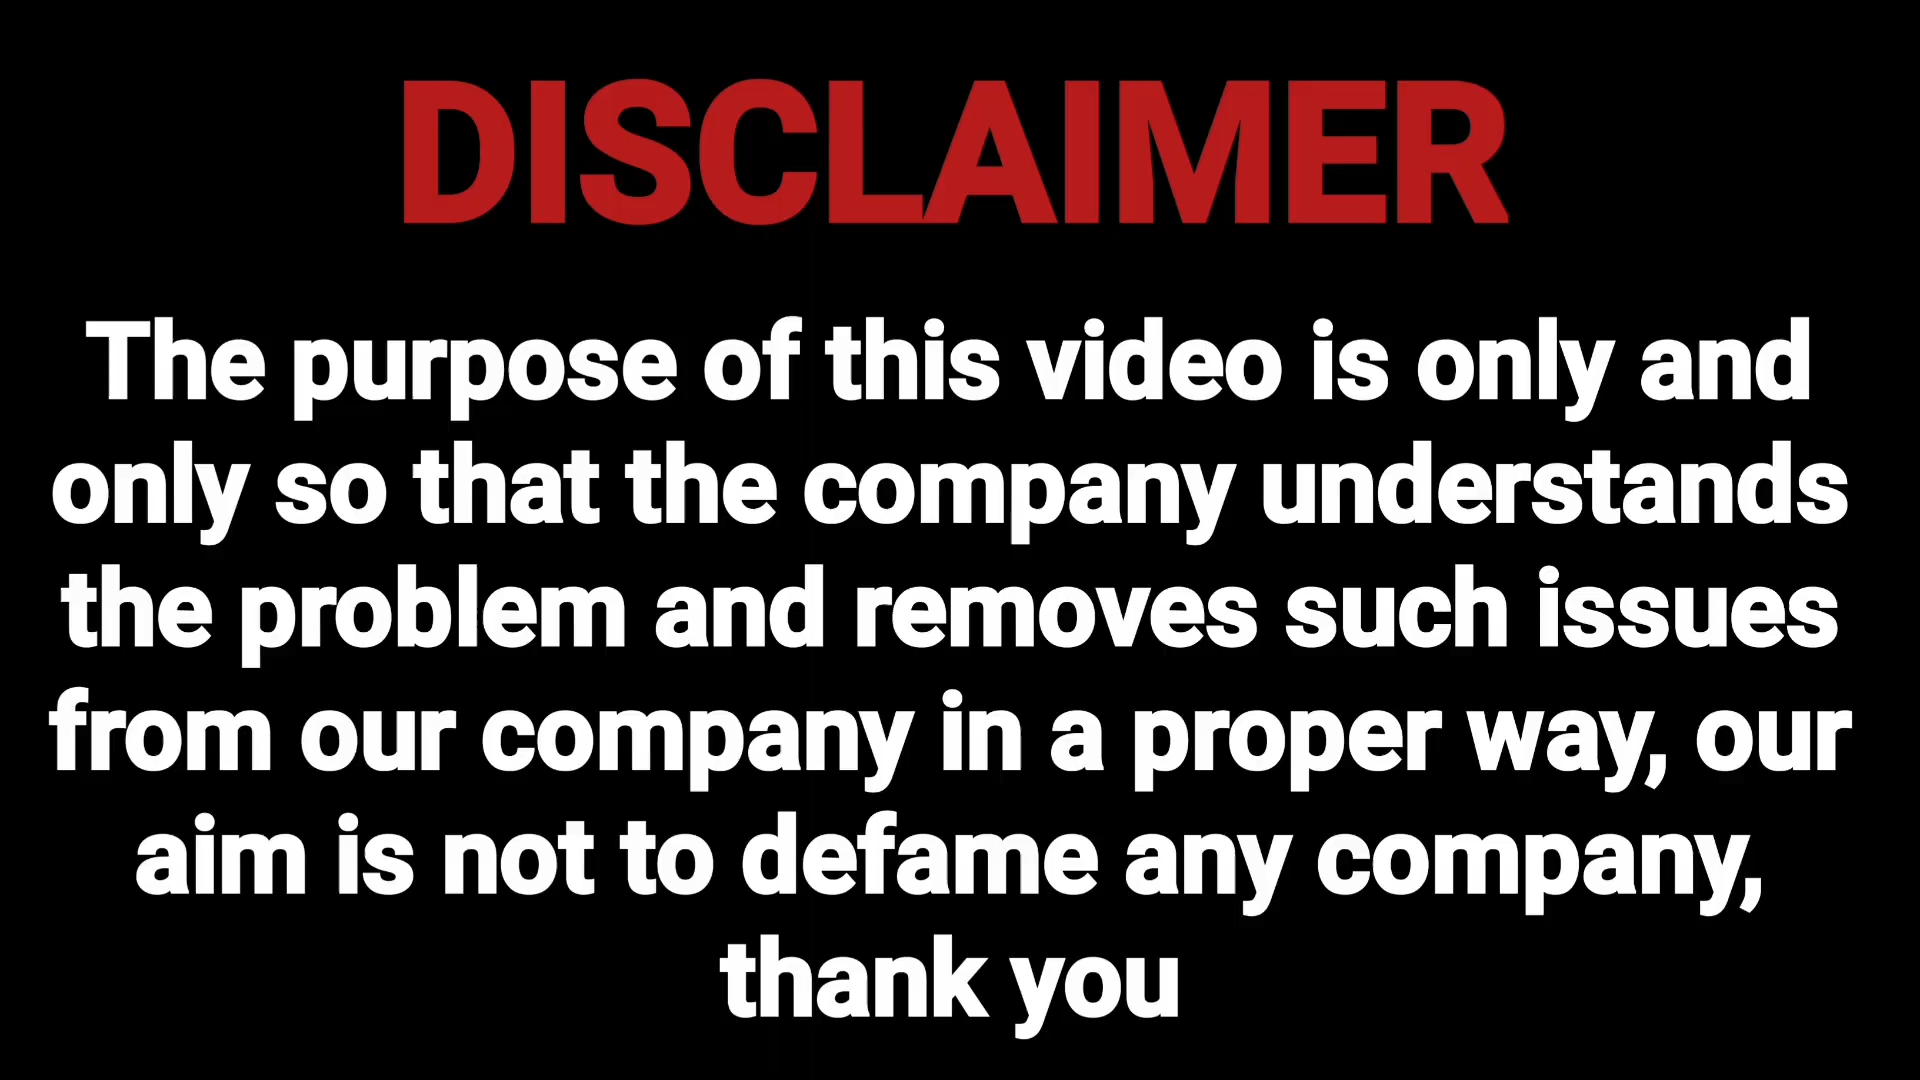 DISCLAIMER
The purpose of this video is only and
only so that the company understands
the problem and removes such issues
from our company in a proper way, our
aim is not to defame any company,
thank you